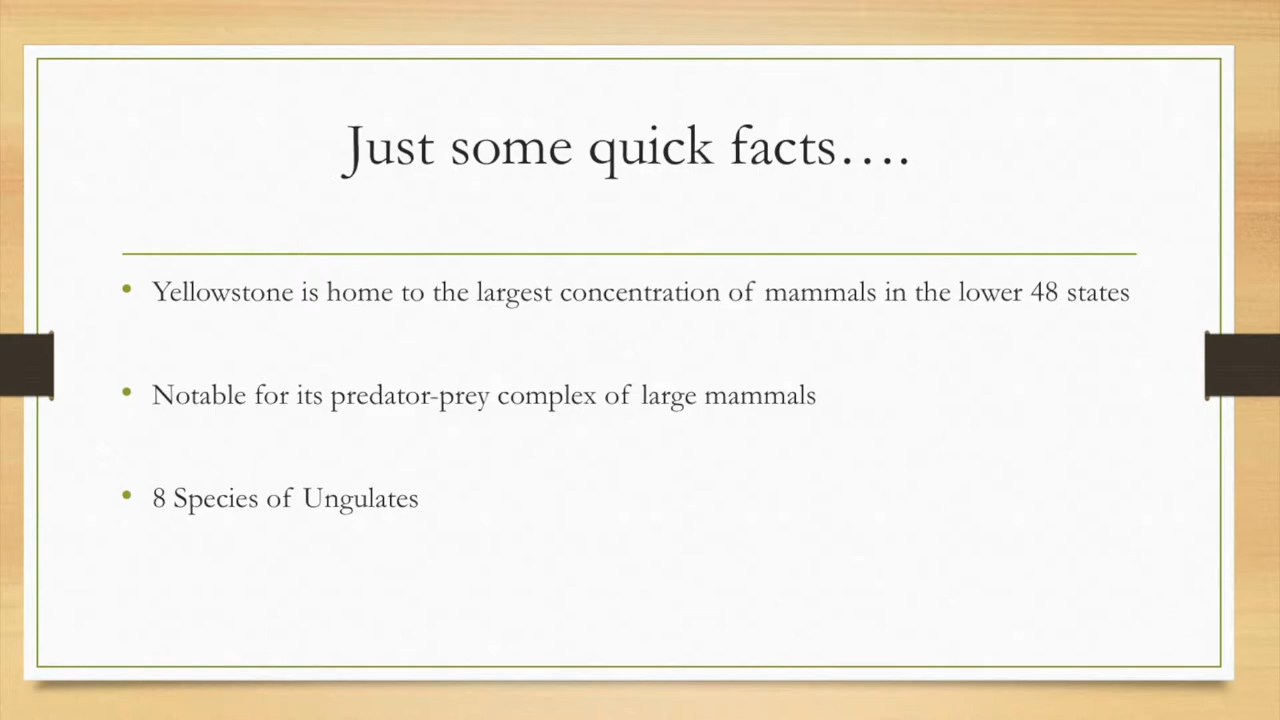 Just some quick facts….
• Yellowstone is home to the largest concentration of mammals in the lower 48 states
• Notable for its predator-prey complex of large mammals
• 8 Species of Ungulates